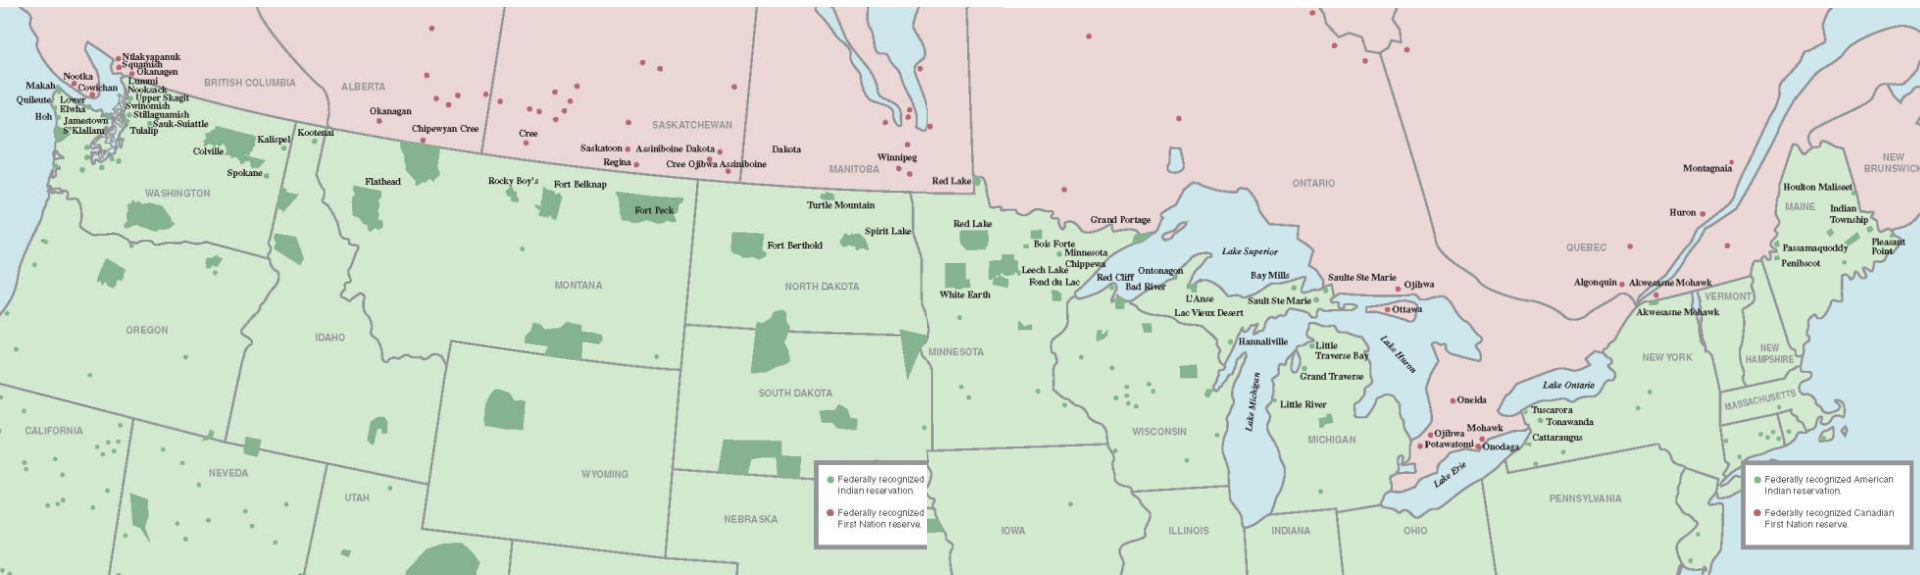 Ntlakyapanuk
Squamish
Okanagen
Nootka
Lummi
Makah
Cowichan
Nooksack
Quileute
Lower
Elwha
Upper Skagit
Swinomish
Hoh
Jamestown
S'Klallam
Stillaguamish
Sauk-Suiattle
Tulalip
BRITISH COLUMBIA
ALBERTA
Okanagan
Chipewyan Cree
Cree
SASKATCHEWAN
Saskatoon
Assiniboine Dakota
Regina
Cree Ojibwa Assiniboine
Dakota
MANITOBA
Winnipeg
Red Lake
Colville
Kalispel
Kootenai
Spokane
WASHINGTON
Flathead
Rocky Boy's
Fort Belknap
Fort Peck
Turtle Mountain
Spirit Lake
Fort Berthold
MONTANA
NORTH DAKOTA
OREGON
IDAHO
SOUTH DAKOTA
CALIFORNIA
NEVEDA
UTAH
WYOMING
NEBRASKA
Federally recognized
Indian reservation.
Federally recognized
First Nation reserve.
Red Lake
Grand Portage
Bois Forte
Minnesota
Chippewa
Leech Lake
Fond du Lac
White Earth
MINNESOTA
ONTARIO
Lake Superior
Red Cliff
Ontonagon
Bad River
Bay Mills
L'Anse
Sault Ste Marie
Lac Vieux Desert
Saulte Ste Marie
Ojibwa
Ottawa
Hannaliville
Little
Traverse Bay
Grand Traverse
Little River
Lake Michigan
Lake Huron
WISCONSIN
MICHIGAN
IOWA
ILLINOIS
INDIANA
OHIO
Oneida
Ojibwa
Mohawk
Potawatomi
Onodaga
Lake Erie
Lake Ontario
Tuscarora
Tonawanda
Cattaraugus
Montagnaia
Huron
QUEBEC
Algonquin
Akwesasne Mohawk
Akwesasne Mohawk
NEW
BRUNSWICK
Houlton Maliseet
MAINE
Indian
Township
Passamaquoddy
Pleasant
Point
Penibscot
VERMONT
NEW YORK
NEW
HAMPSHIRE
MASSACHUSETTS
PENNSYLVANIA
Federally recognized American
Indian reservation.
Federally recognized Canadian
First Nation reserve.